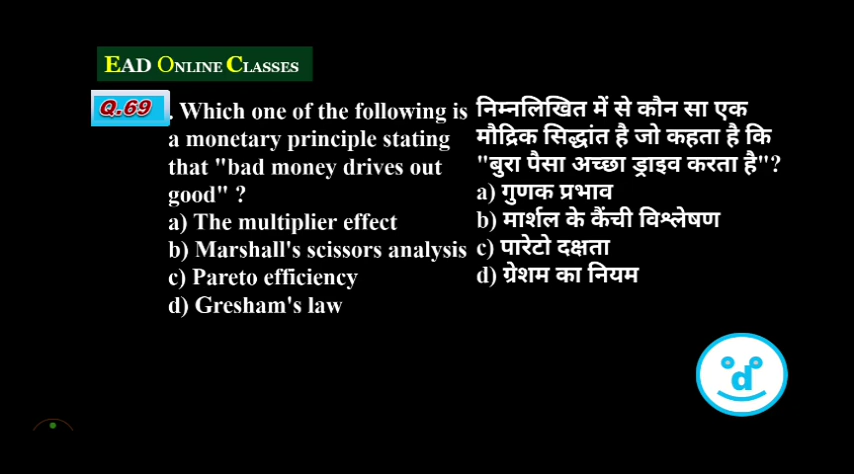 EAD ONLINE CLASSES
Q.69
. Which one of the following is
a monetary principle stating
that "bad money drives out
good" ?
a) The multiplier effect
b) Marshall's scissors analysis
c) Pareto efficiency
d) Gresham's law
निम्नलिखित में से कौन सा एक
मौद्रिक सिद्धांत है जो कहता है कि
"बुरा पैसा अच्छा ड्राइव करता है"?
a) गुणक प्रभाव
b) मार्शल के कैंची विश्लेषण
c) पारेटो दक्षता
d) ग्रेशम का नियम
d